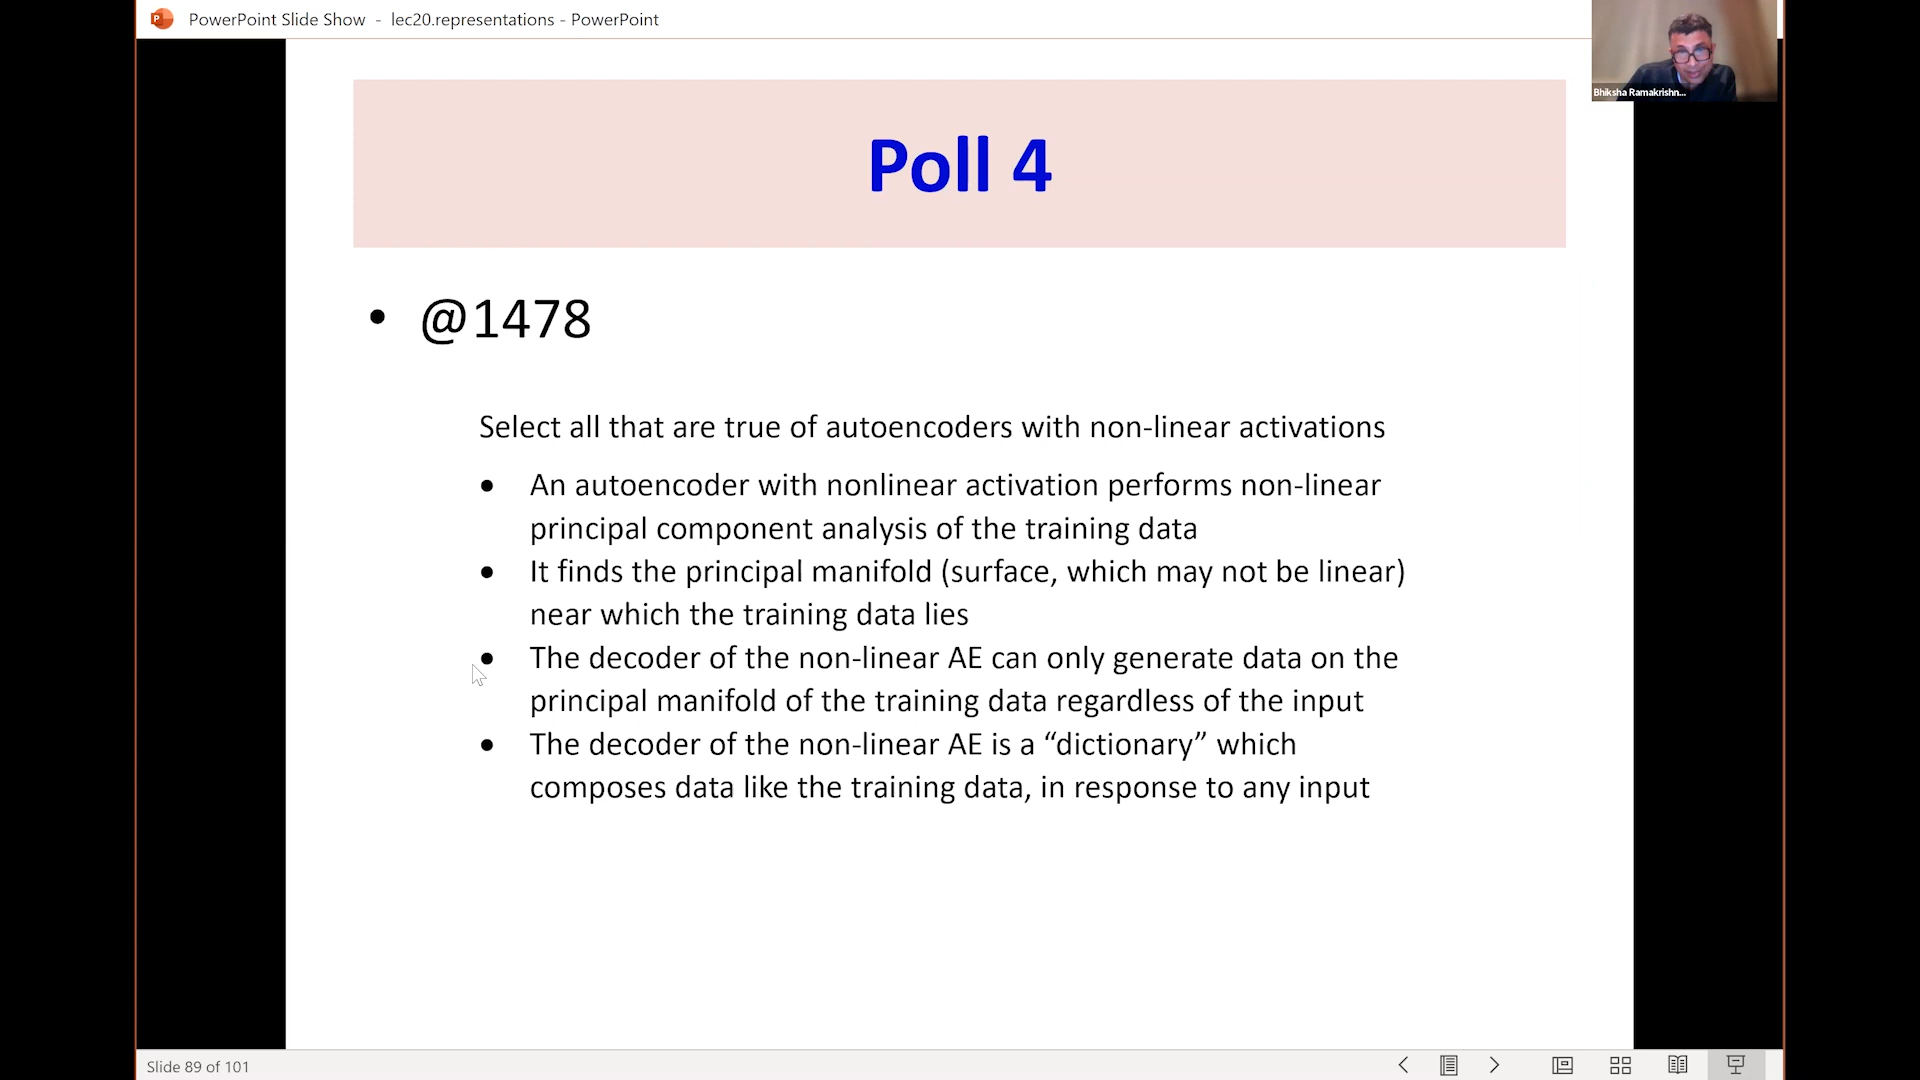 PowerPoint Slide Show - lec20.representations - PowerPoint
Bhiksha Ramakrishn...
Poll 4
• @1478
Select all that are true of autoencoders with non-linear activations
• An autoencoder with nonlinear activation performs non-linear
principal component analysis of the training data
• It finds the principal manifold (surface, which may not be linear)
near which the training data lies
• The decoder of the non-linear AE can only generate data on the
principal manifold of the training data regardless of the input
• The decoder of the non-linear AE is a “dictionary” which
composes data like the training data, in response to any input
Slide 89 of 101